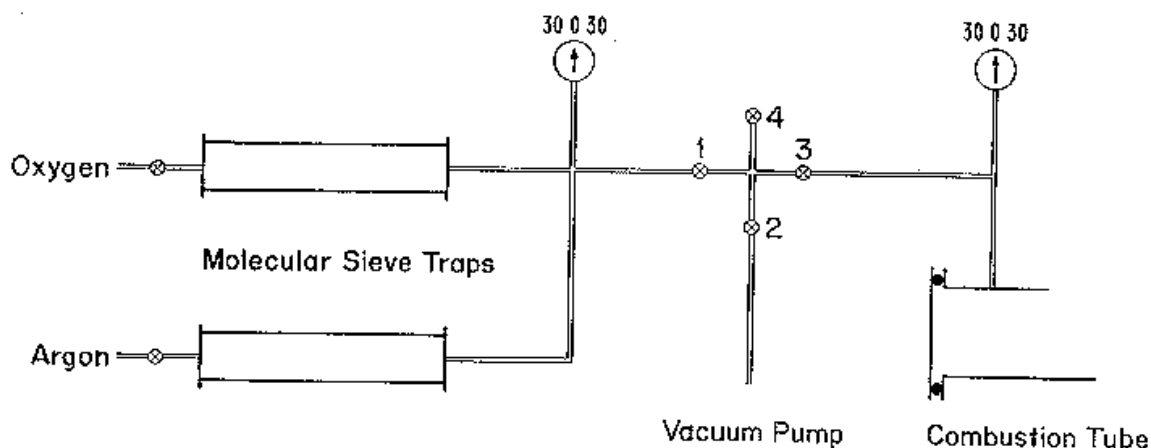 30 0 30
30 0 30
4
1
3
Oxygen
2
Molecular Sieve Traps
Argon
Vacuum Pump
Combustion Tube